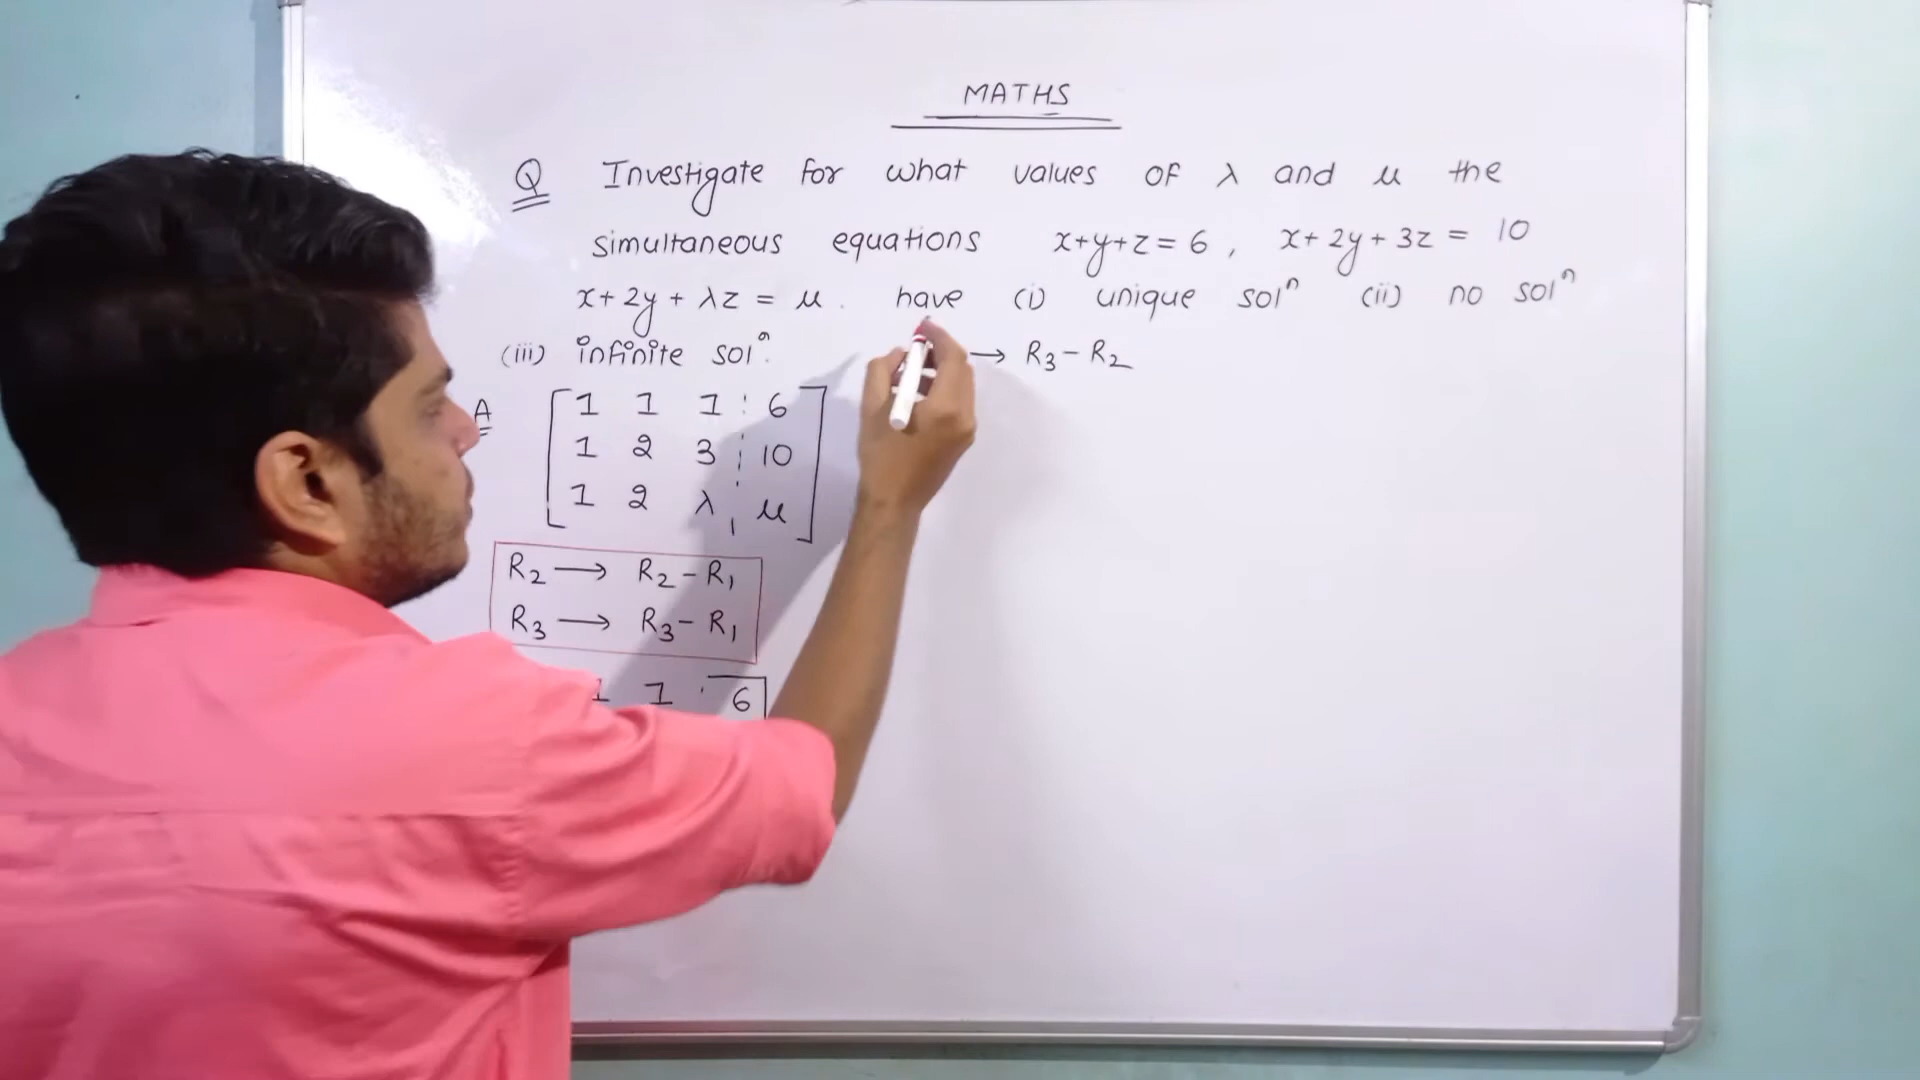 MATHS
Q Investigate for what values of λ and μ the
simultaneous equations x+y+z = 6 , x+2y+3z = 10
x+2y+λz = μ . have (i) unique solⁿ (ii) no solⁿ
(iii) infinite solⁿ.
→ R₃-R₂
A
1 1 1 : 6
1 2 3 : 10
1 2 λ : μ
R₂ → R₂-R₁
R₃ → R₃-R₁
1 1 : 6